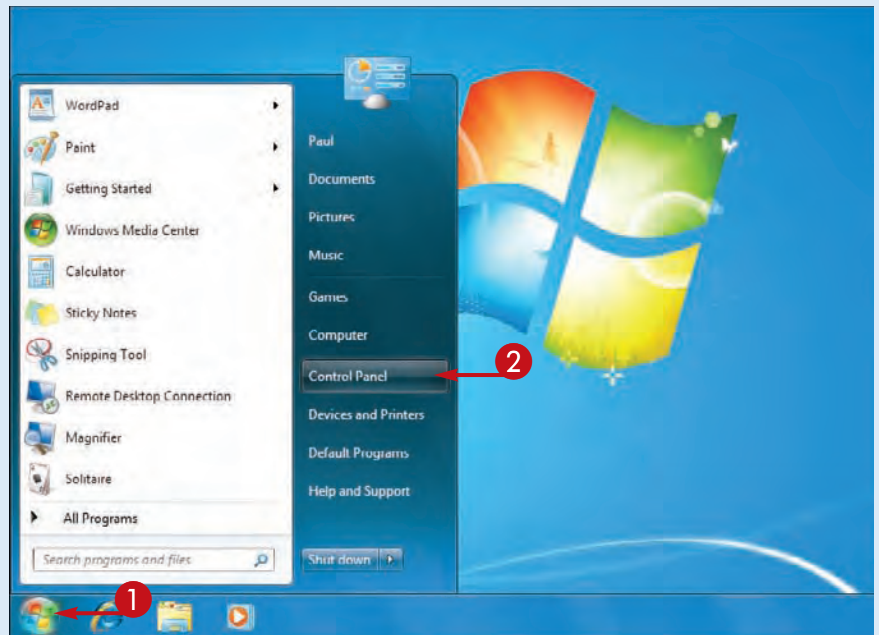 WordPad
Paint
Getting Started
Windows Media Center
Calculator
Sticky Notes
Snipping Tool
Remote Desktop Connection
Magnifier
Solitaire
All Programs
Search programs and files
Paul
Documents
Pictures
Music
Games
Computer
Control Panel
2
Devices and Printers
Default Programs
Help and Support
Shut down
1